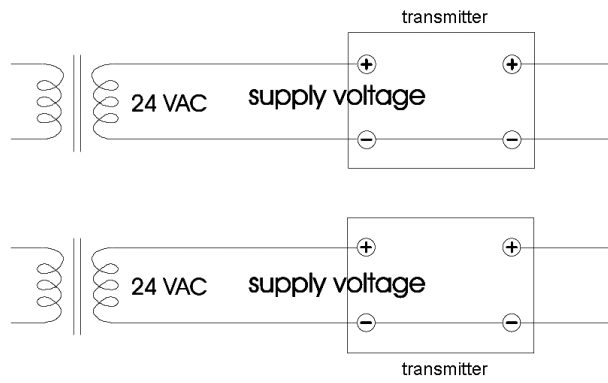 transmitter
+ +
24 VAC supply voltage
− −
+ +
24 VAC supply voltage
− −
transmitter